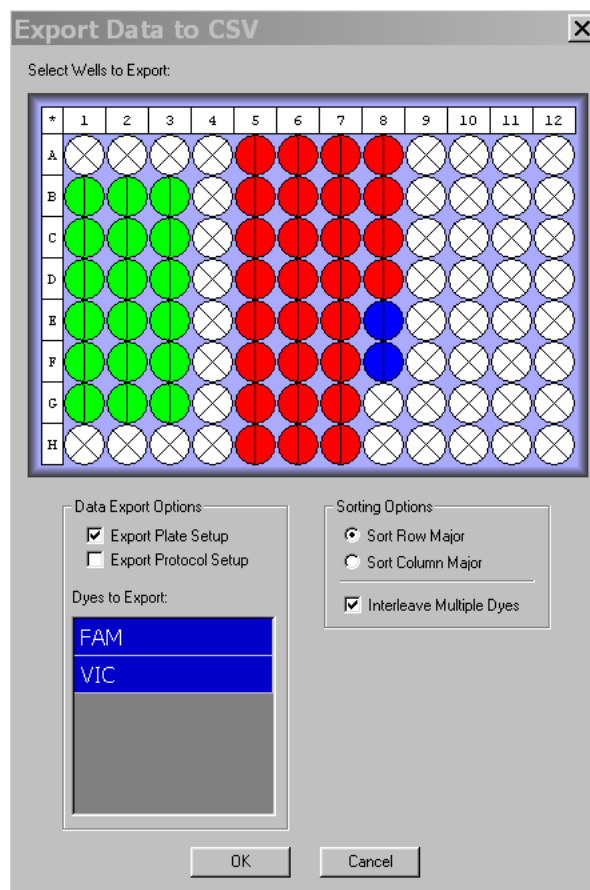 Export Data to CSV
Select Wells to Export:
* 1 2 3 4 5 6 7 8 9 10 11 12
A
B
C
D
E
F
G
H
Data Export Options
Export Plate Setup
Export Protocol Setup
Dyes to Export:
FAM
VIC
Sorting Options
Sort Row Major
Sort Column Major
Interleave Multiple Dyes
OK Cancel